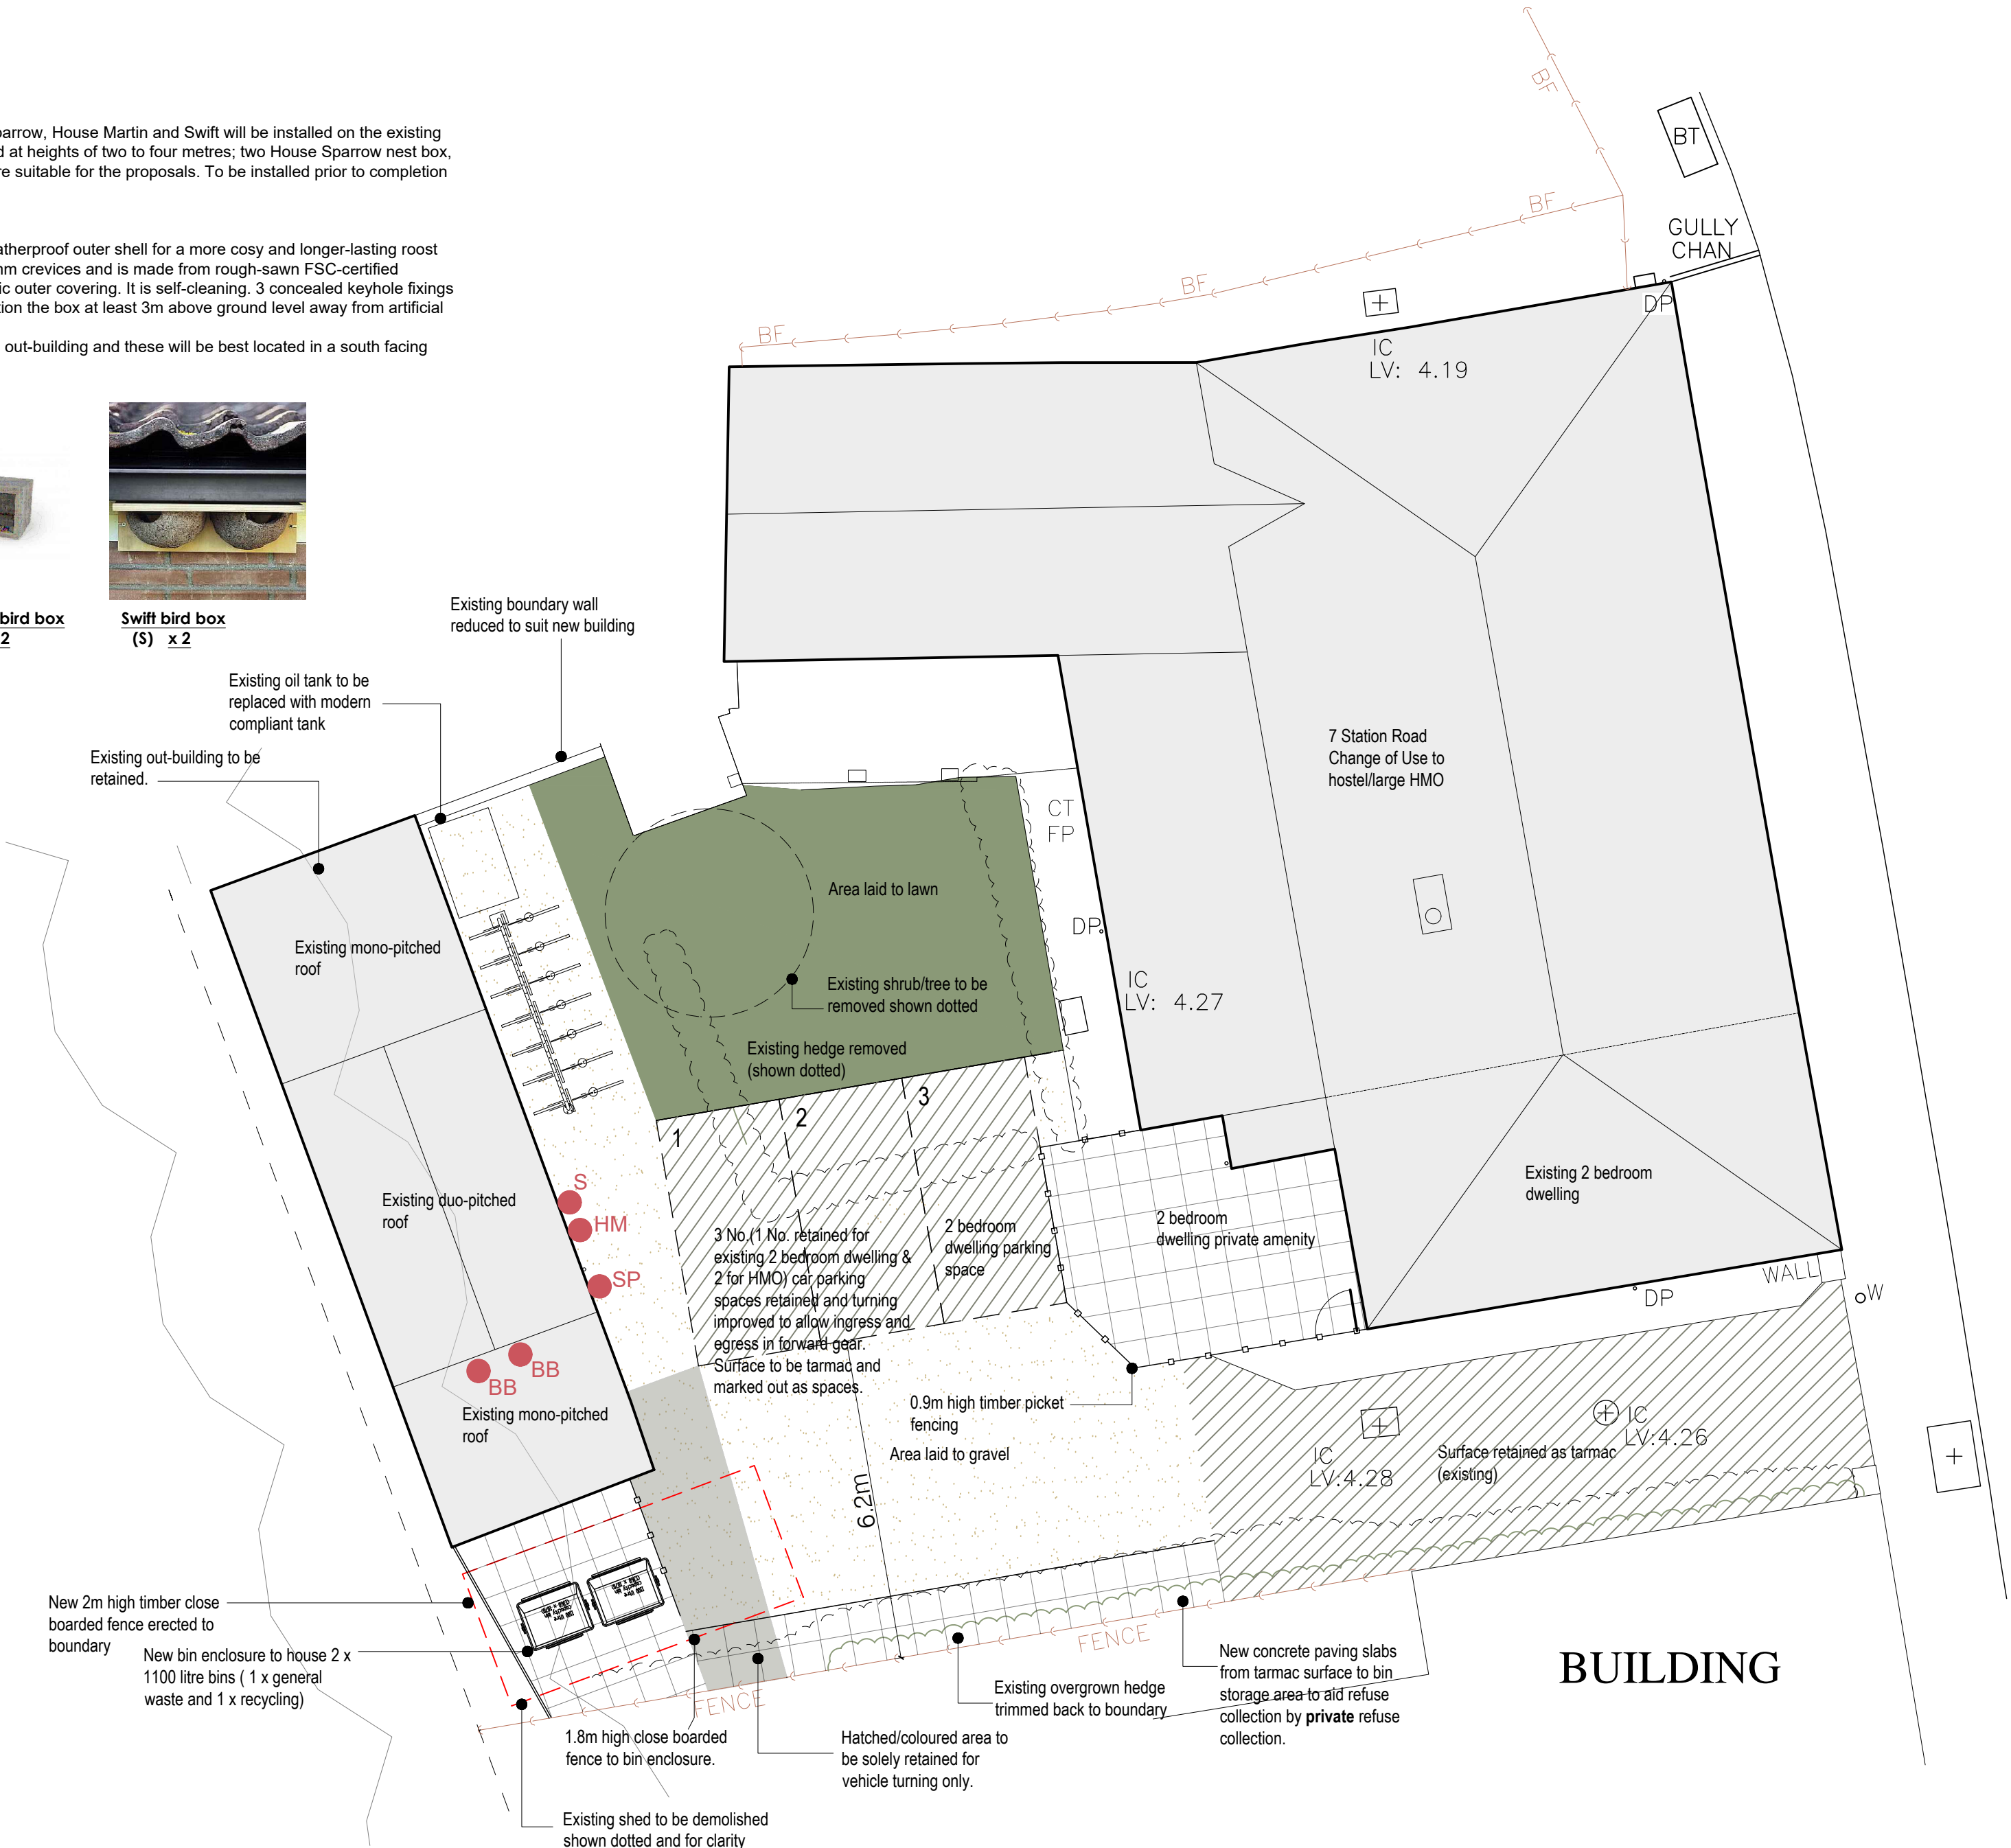 parrow, House Martin and Swift will be installed on the existing
d at heights of two to four metres; two House Sparrow nest box,
re suitable for the proposals. To be installed prior to completion
atherproof outer shell for a more cosy and longer-lasting roost
nm crevices and is made from rough-sawn FSC-certified
ic outer covering. It is self-cleaning. 3 concealed keyhole fixings
tion the box at least 3m above ground level away from artificial
out-building and these will be best located in a south facing
bird box
2
Swift bird box
(S) x 2
BF
BT
BF
GULLY
CHAN
BF
BF
DP
IC
LV: 4.19
Existing boundary wall
reduced to suit new building
Existing oil tank to be
replaced with modern
compliant tank
Existing out-building to be
retained.
7 Station Road
Change of Use to
hostel/large HMO
CT
FP
Area laid to lawn
DP
Existing mono-pitched
roof
Existing shrub/tree to be
removed shown dotted
IC
LV: 4.27
Existing hedge removed
(shown dotted)
1
2
3
S
HM
SP
Existing duo-pitched
roof
BB
BB
Existing mono-pitched
roof
3 No.(1 No. retained for
existing 2 bedroom dwelling &
2 for HMO) car parking
spaces retained and turning
improved to allow ingress and
egress in forward gear.
Surface to be tarmac and
marked out as spaces.
2 bedroom
dwelling parking
space
2 bedroom
dwelling private amenity
Existing 2 bedroom
dwelling
WALL
W
DP
0.9m high timber picket
fencing
Area laid to gravel
6.2m
IC
LV:4.28
IC
LV:4.26
Surface retained as tarmac
(existing)
New 2m high timber close
boarded fence erected to
boundary
New bin enclosure to house 2 x
1100 litre bins ( 1 x general
waste and 1 x recycling)
FENCE
FENCE
1.8m high close boarded
fence to bin enclosure.
Hatched/coloured area to
be solely retained for
vehicle turning only.
Existing overgrown hedge
trimmed back to boundary
New concrete paving slabs
from tarmac surface to bin
storage area to aid refuse
collection by private refuse
collection.
BUILDING
Existing shed to be demolished
shown dotted and for clarity